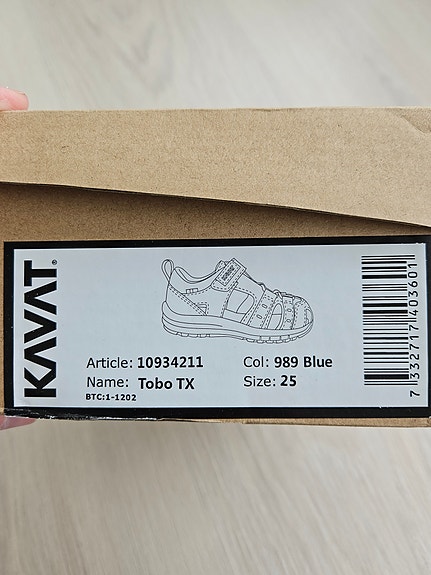 KAVAT®
Article: 10934211
Name: Tobo TX
BTC:1-1202
Col: 989 Blue
Size: 25
7 332717 403601